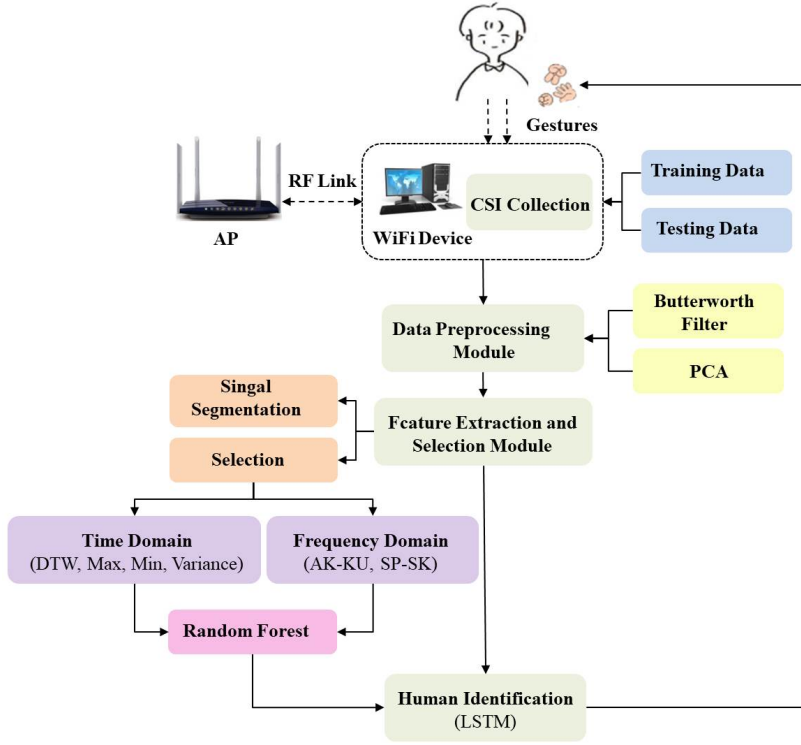 Gestures
RF Link
AP
WiFi Device
CSI Collection
Training Data
Testing Data
Data Preprocessing
Module
Butterworth
Filter
PCA
Singal
Segmentation
Selection
Fcature Extraction and
Selection Module
Time Domain
(DTW, Max, Min, Variance)
Frequency Domain
(AK-KU, SP-SK)
Random Forest
Human Identification
(LSTM)